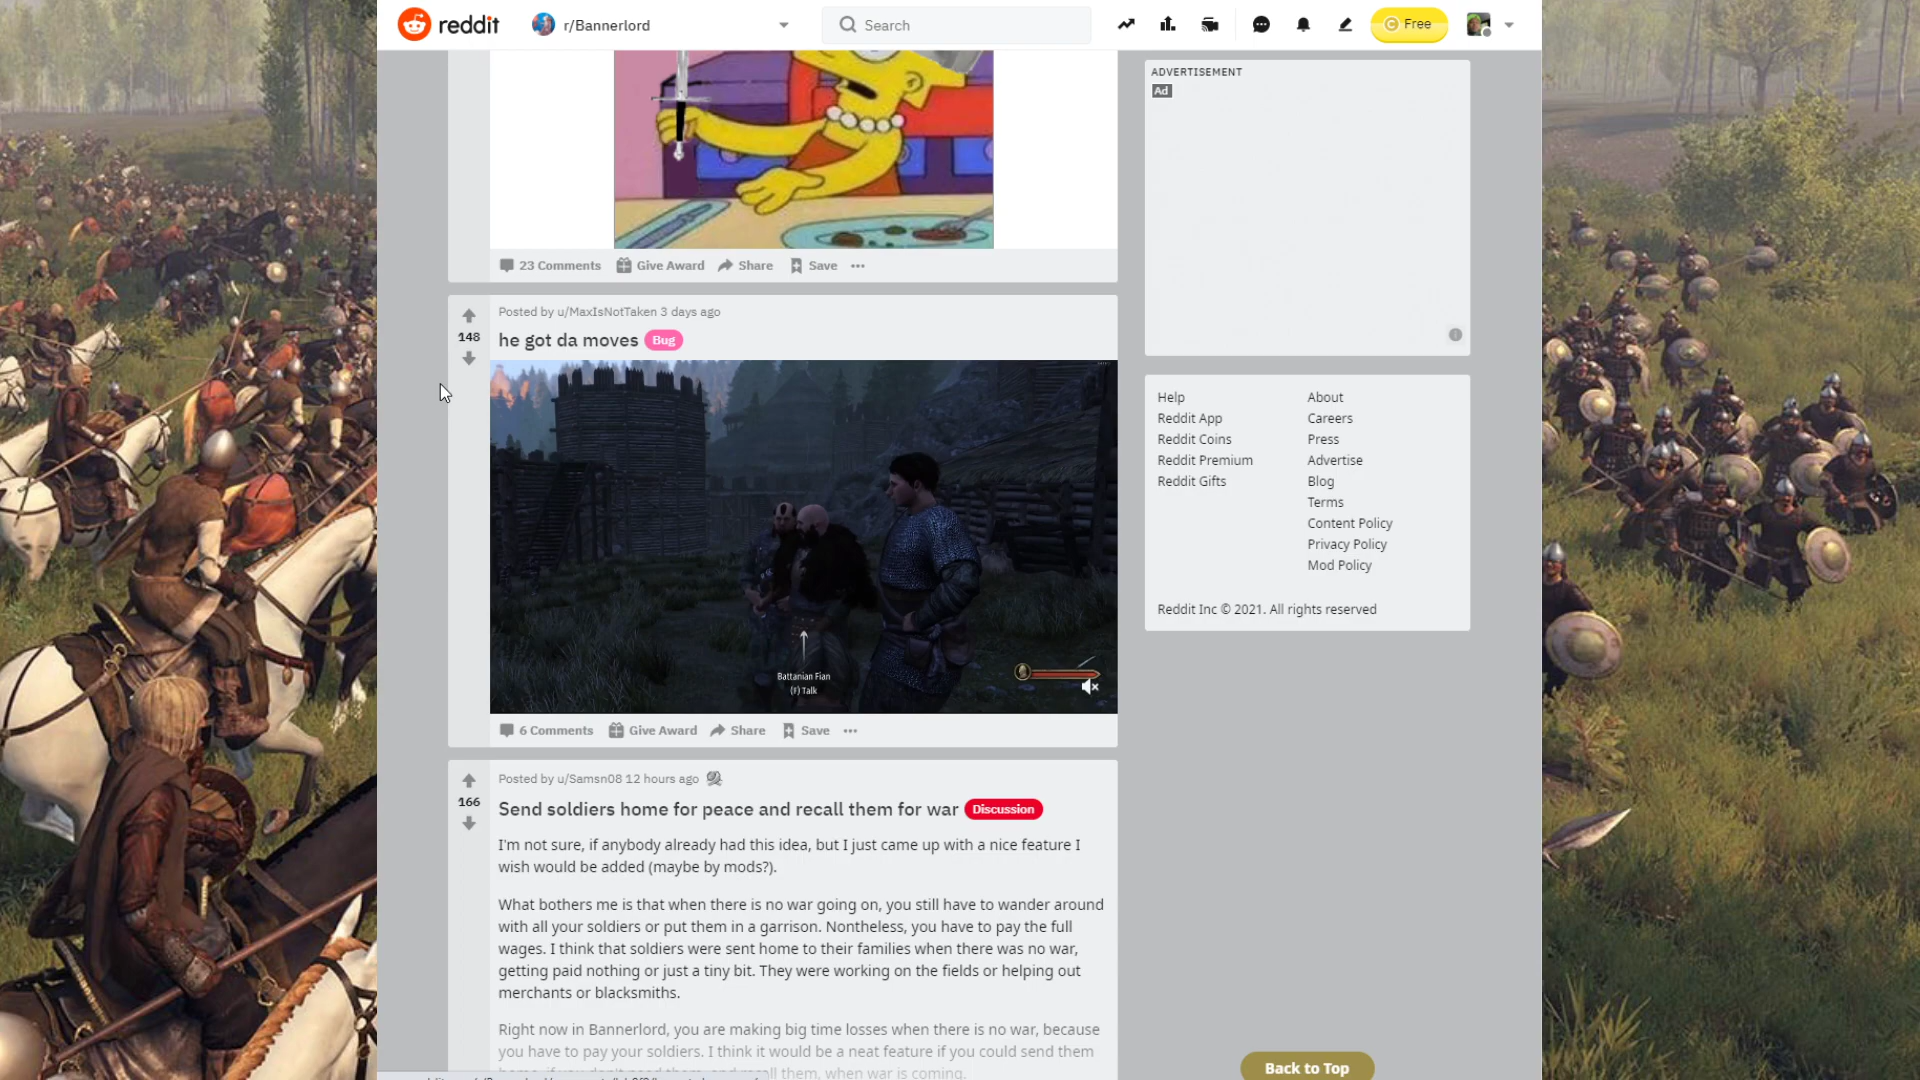 reddit r/Bannerlord Search Free
ADVERTISEMENT
Ad
23 Comments Give Award Share Save
Posted by u/MaxIsNotTaken 3 days ago
148
he got da moves Bug
Battanian Fian
(F) Talk
6 Comments Give Award Share Save
Posted by u/Samsn08 12 hours ago
166
Send soldiers home for peace and recall them for war Discussion
I'm not sure, if anybody already had this idea, but I just came up with a nice feature I
wish would be added (maybe by mods?).
What bothers me is that when there is no war going on, you still have to wander around
with all your soldiers or put them in a garrison. Nontheless, you have to pay the full
wages. I think that soldiers were sent home to their families when there was no war,
getting paid nothing or just a tiny bit. They were working on the fields or helping out
merchants or blacksmiths.
Right now in Bannerlord, you are making big time losses when there is no war, because
you have to pay your soldiers. I think it would be a neat feature if you could send them
them, when war is coming.
Help About
Reddit App Careers
Reddit Coins Press
Reddit Premium Advertise
Reddit Gifts Blog
Terms
Content Policy
Privacy Policy
Mod Policy
Reddit Inc © 2021. All rights reserved
Back to Top